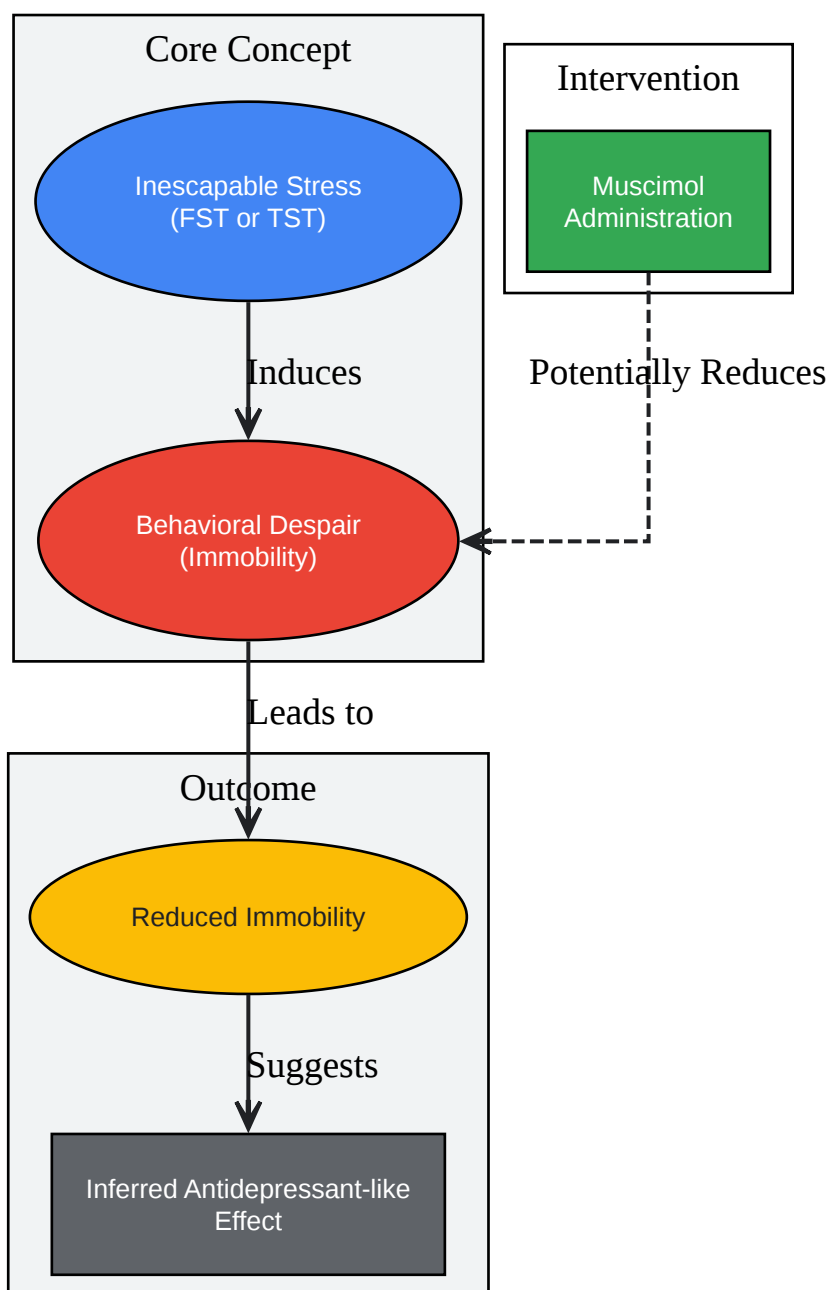 Core Concept
Inescapable Stress
(FST or TST)
Induces
Behavioral Despair
(Immobility)
Intervention
Muscimol
Administration
Potentially Reduces
Leads to
Outcome
Reduced Immobility
Suggests
Inferred Antidepressant-like
Effect